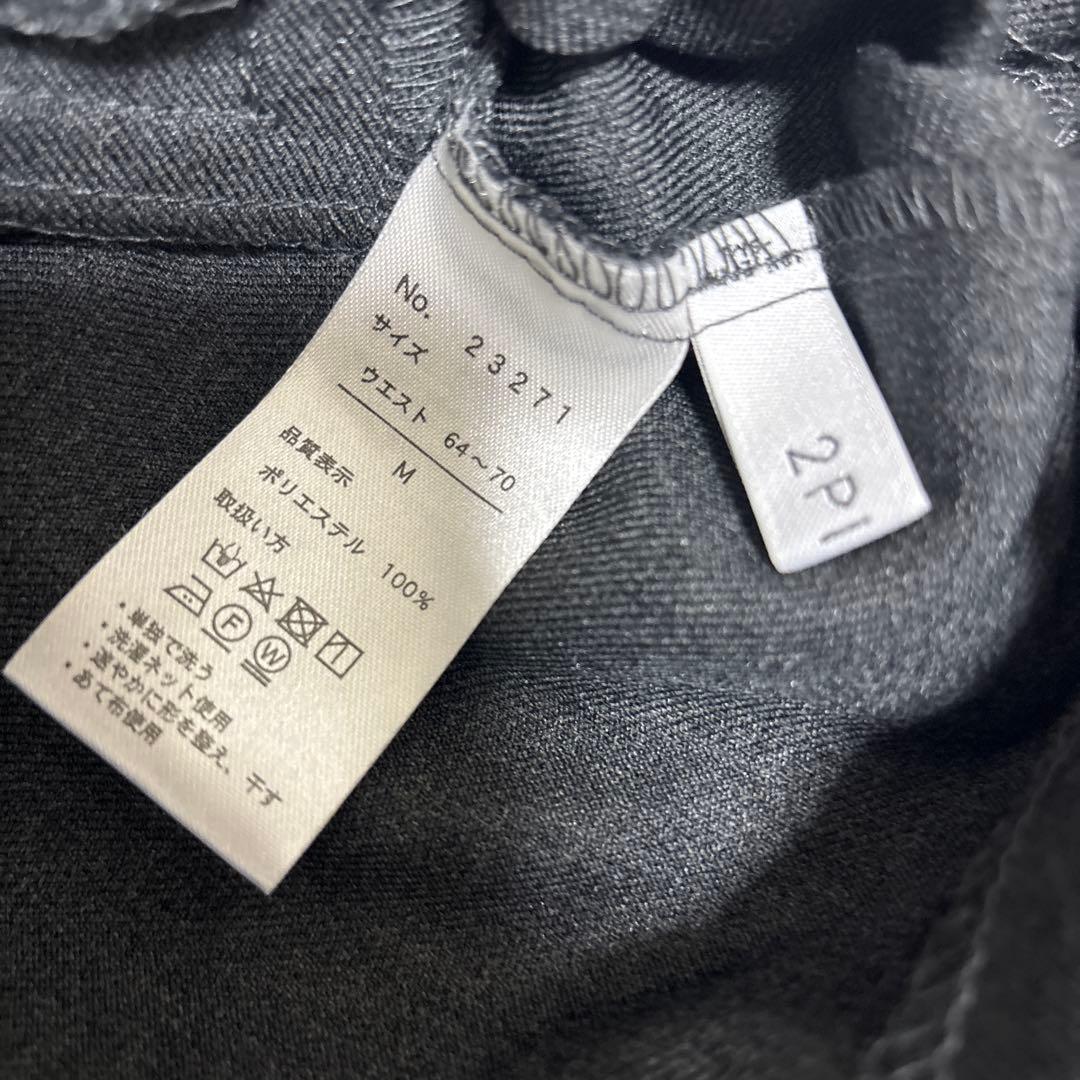 No. 23271
サイズ
ウエスト 64～70
M
品質表示
ポリエステル 100%
取扱い方
F W
・単独で洗う
・洗濯ネット使用
・速やかに形を整え、干す
・あて布使用
2P